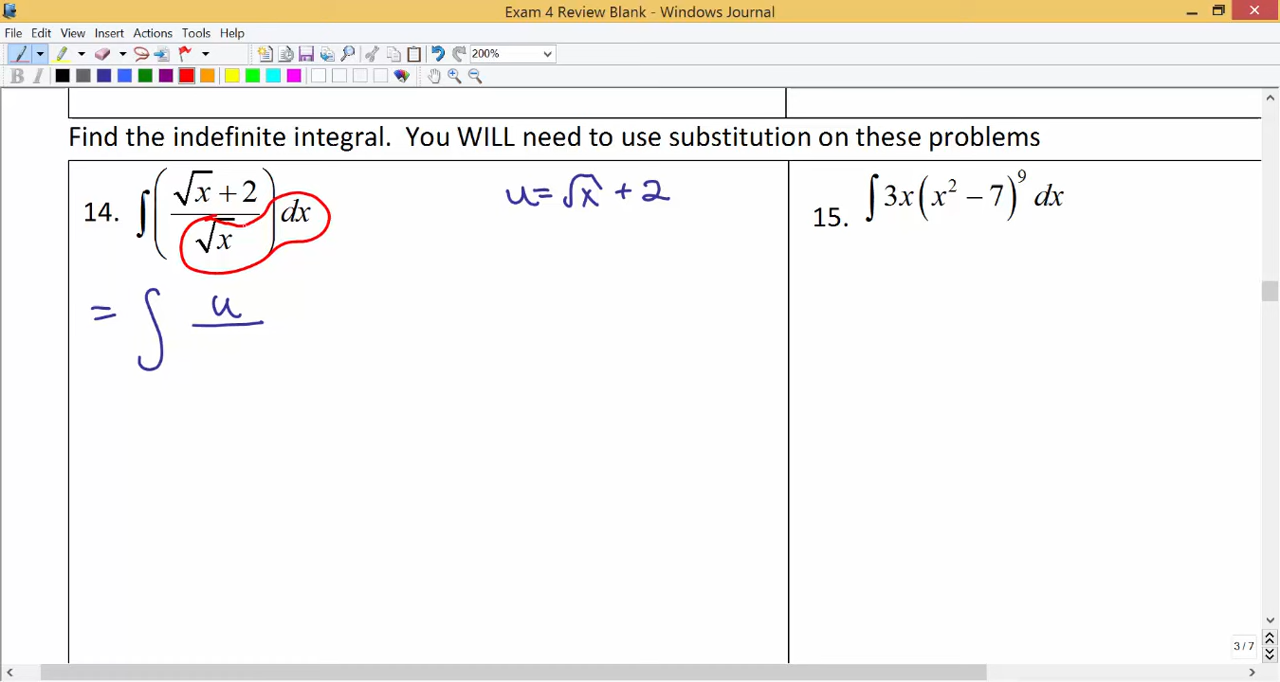 Exam 4 Review Blank - Windows Journal
File Edit View Insert Actions Tools Help
200%
B I
Find the indefinite integral. You WILL need to use substitution on these problems
14. ∫(√x + 2 / √x) dx
u = √x + 2
15. ∫3x(x² − 7)⁹ dx
= ∫ u
3 / 7